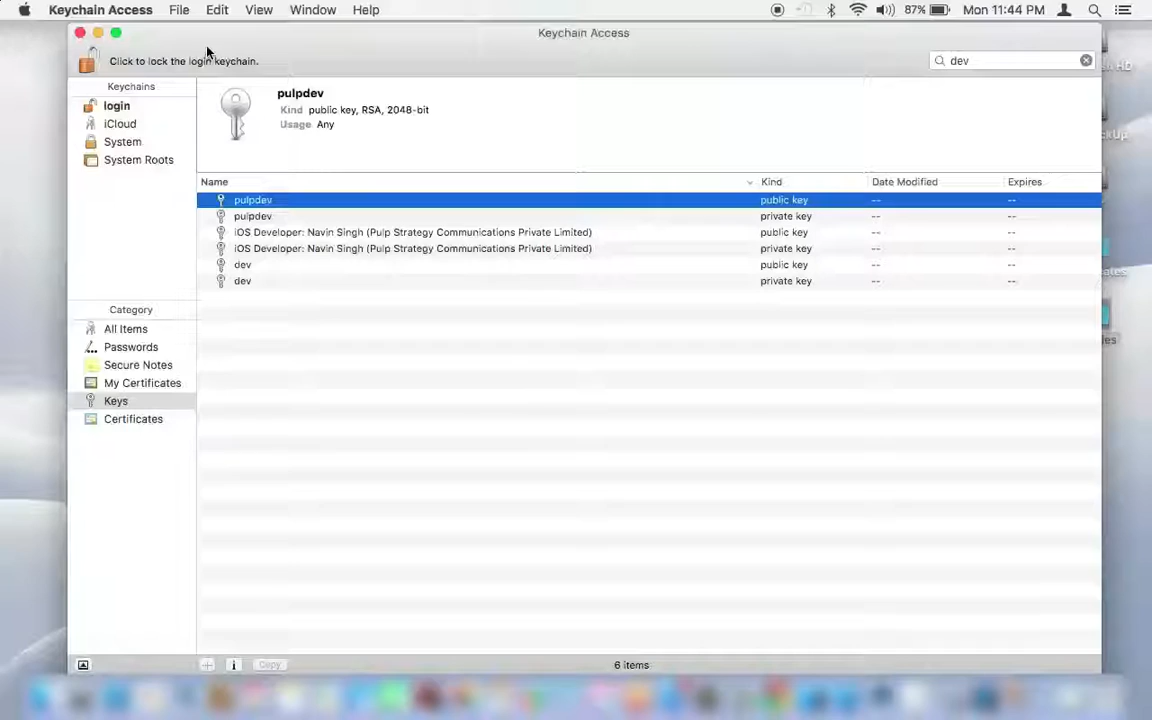 Keychain Access File Edit View Window Help 87% Mon 11:44 PM
Keychain Access
Click to lock the login keychain.
dev
Keychains
login
iCloud
System
System Roots
pulpdev
Kind public key, RSA, 2048-bit
Usage Any
Name Kind Date Modified Expires
pulpdev public key -- --
pulpdev private key -- --
iOS Developer: Navin Singh (Pulp Strategy Communications Private Limited) public key -- --
iOS Developer: Navin Singh (Pulp Strategy Communications Private Limited) private key -- --
dev public key -- --
dev private key -- --
Category
All Items
Passwords
Secure Notes
My Certificates
Keys
Certificates
Copy
6 items